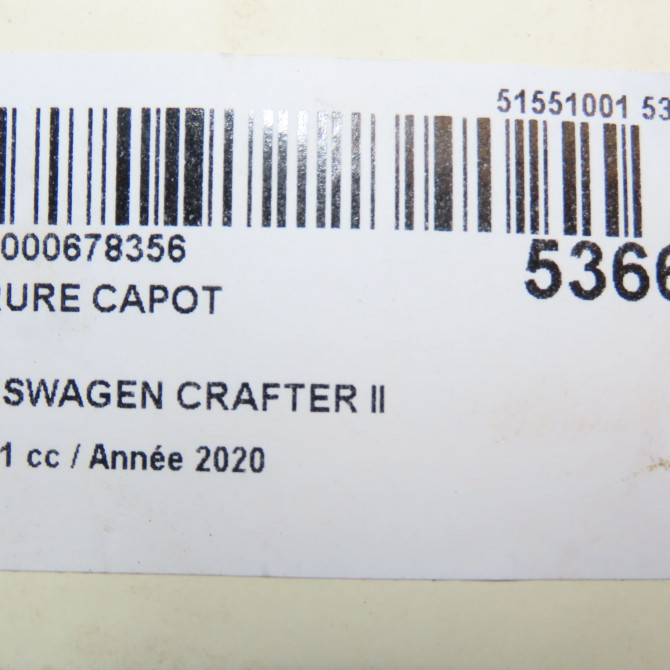 51551001 53
000678356
5366
RURE CAPOT
SWAGEN CRAFTER II
1 cc / Année 2020